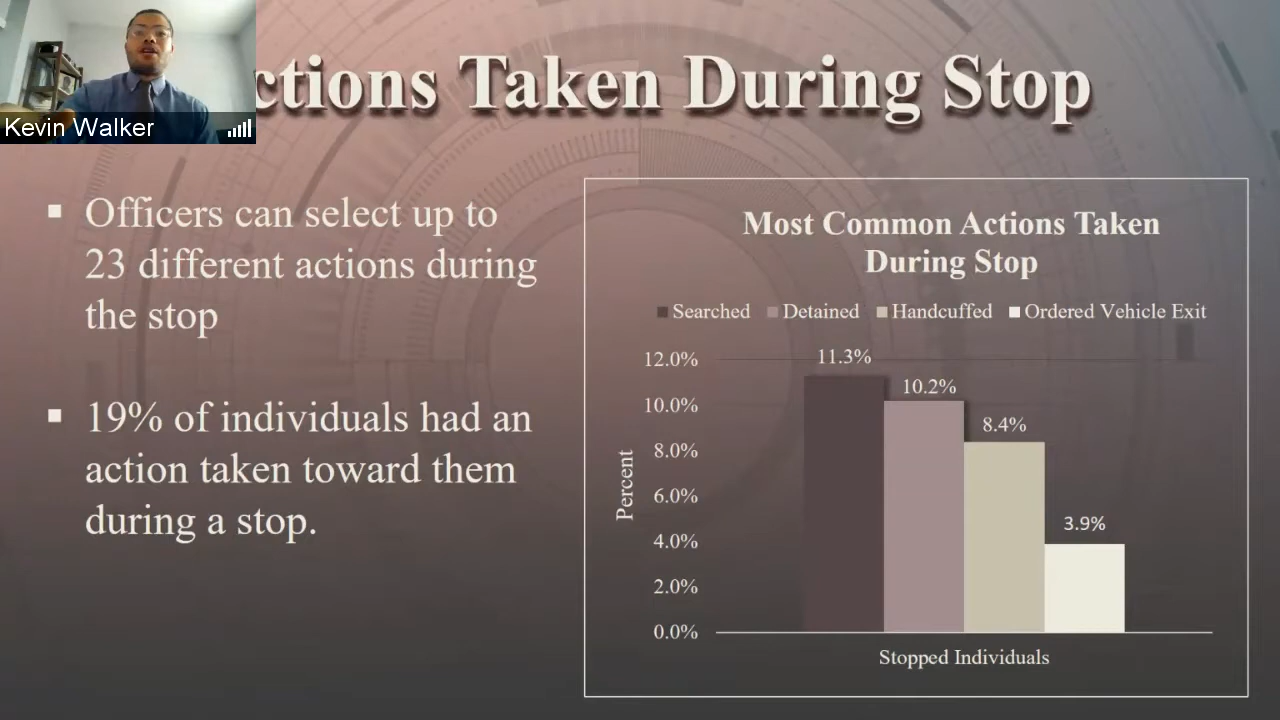 Kevin Walker
ctions Taken During Stop
▪ Officers can select up to
23 different actions during
the stop
▪ 19% of individuals had an
action taken toward them
during a stop.
Most Common Actions Taken
During Stop
Searched Detained Handcuffed Ordered Vehicle Exit
12.0%
10.0%
8.0%
6.0%
4.0%
2.0%
0.0%
Percent
11.3%
10.2%
8.4%
3.9%
Stopped Individuals